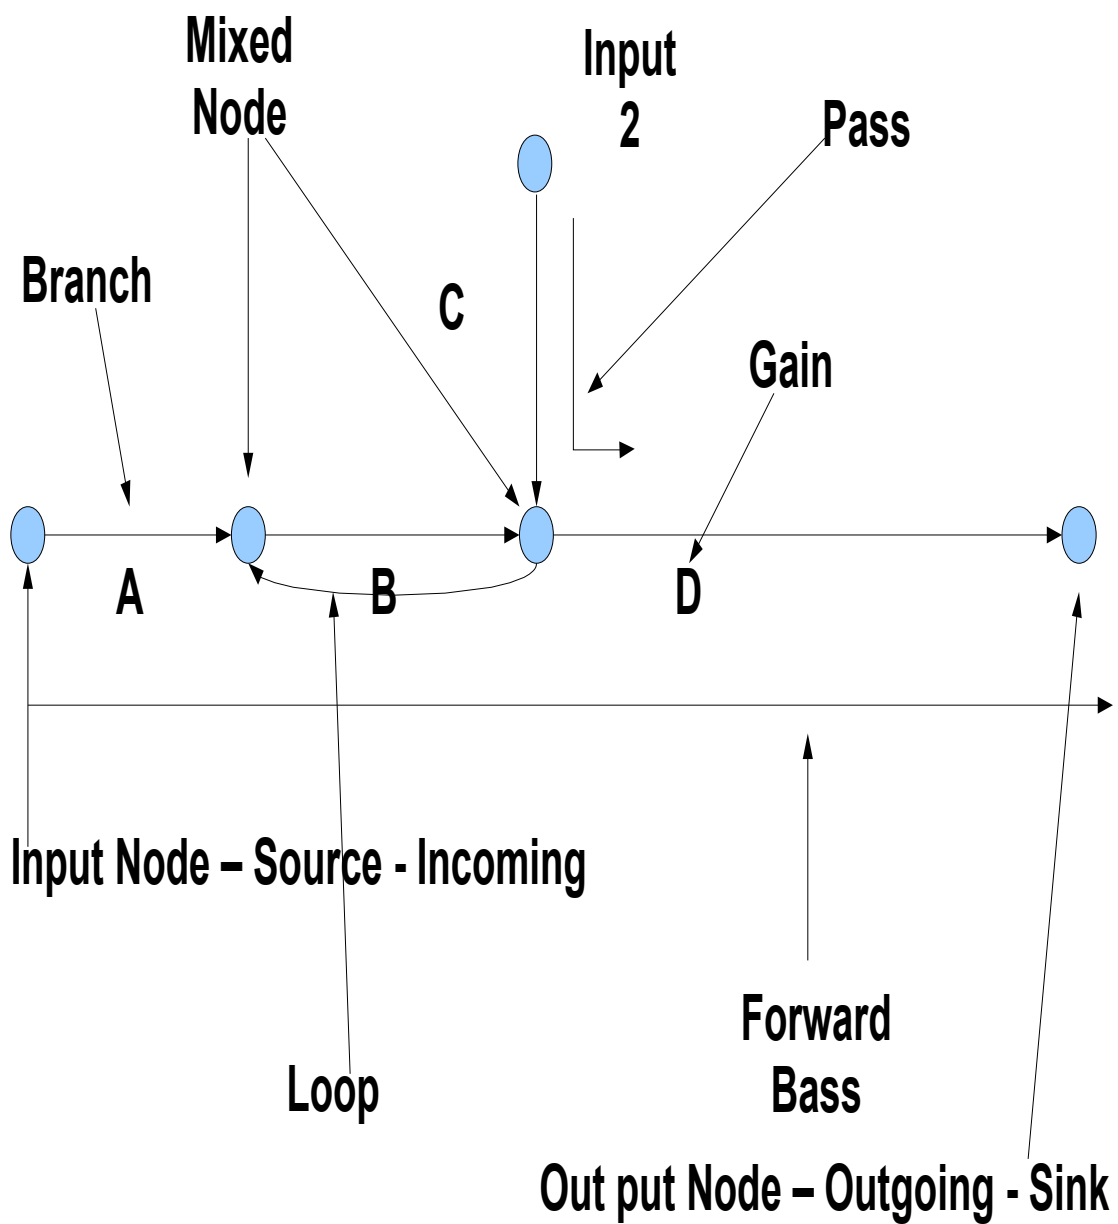 Mixed
Node
Input
2
Pass
Branch
C
Gain
A
B
D
Input Node – Source - Incoming
Forward
Bass
Loop
Out put Node – Outgoing - Sink